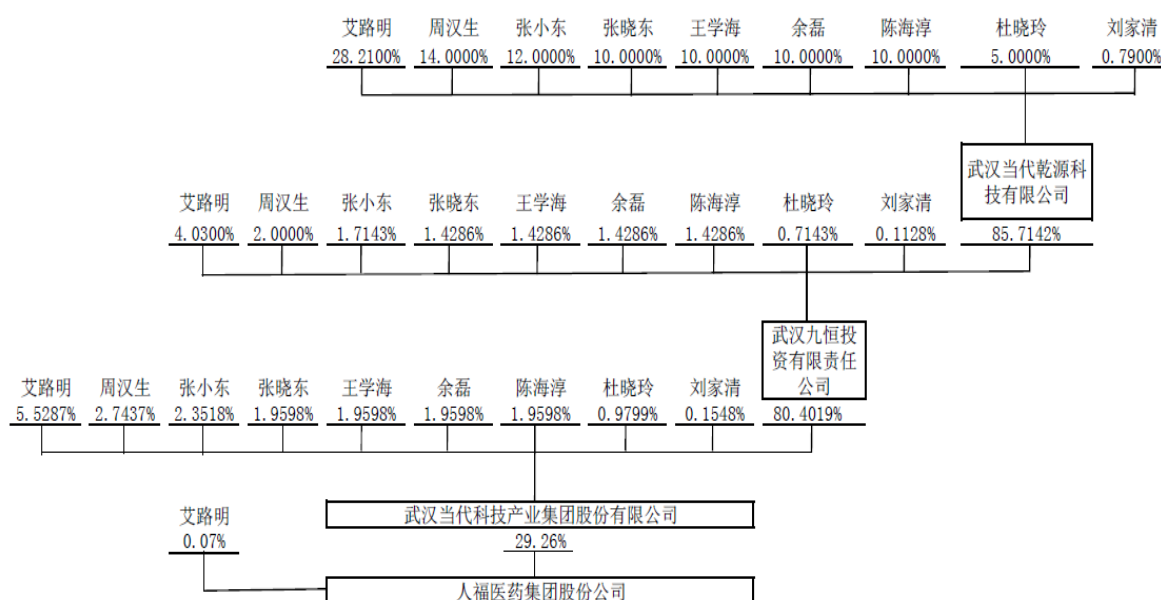 艾路明 周汉生 张小东 张晓东 王学海 余磊 陈海淳 杜晓玲 刘家清
28.2100% 14.0000% 12.0000% 10.0000% 10.0000% 10.0000% 10.0000% 5.0000% 0.7900%
武汉当代乾源科
技有限公司
艾路明 周汉生 张小东 张晓东 王学海 余磊 陈海淳 杜晓玲 刘家清
4.0300% 2.0000% 1.7143% 1.4286% 1.4286% 1.4286% 1.4286% 0.7143% 0.1128% 85.7142%
武汉九恒投
资有限责任
公司
艾路明 周汉生 张小东 张晓东 王学海 余磊 陈海淳 杜晓玲 刘家清
5.5287% 2.7437% 2.3518% 1.9598% 1.9598% 1.9598% 1.9598% 0.9799% 0.1548% 80.4019%
武汉当代科技产业集团股份有限公司
艾路明
0.07% 29.26%
人福医药集团股份公司